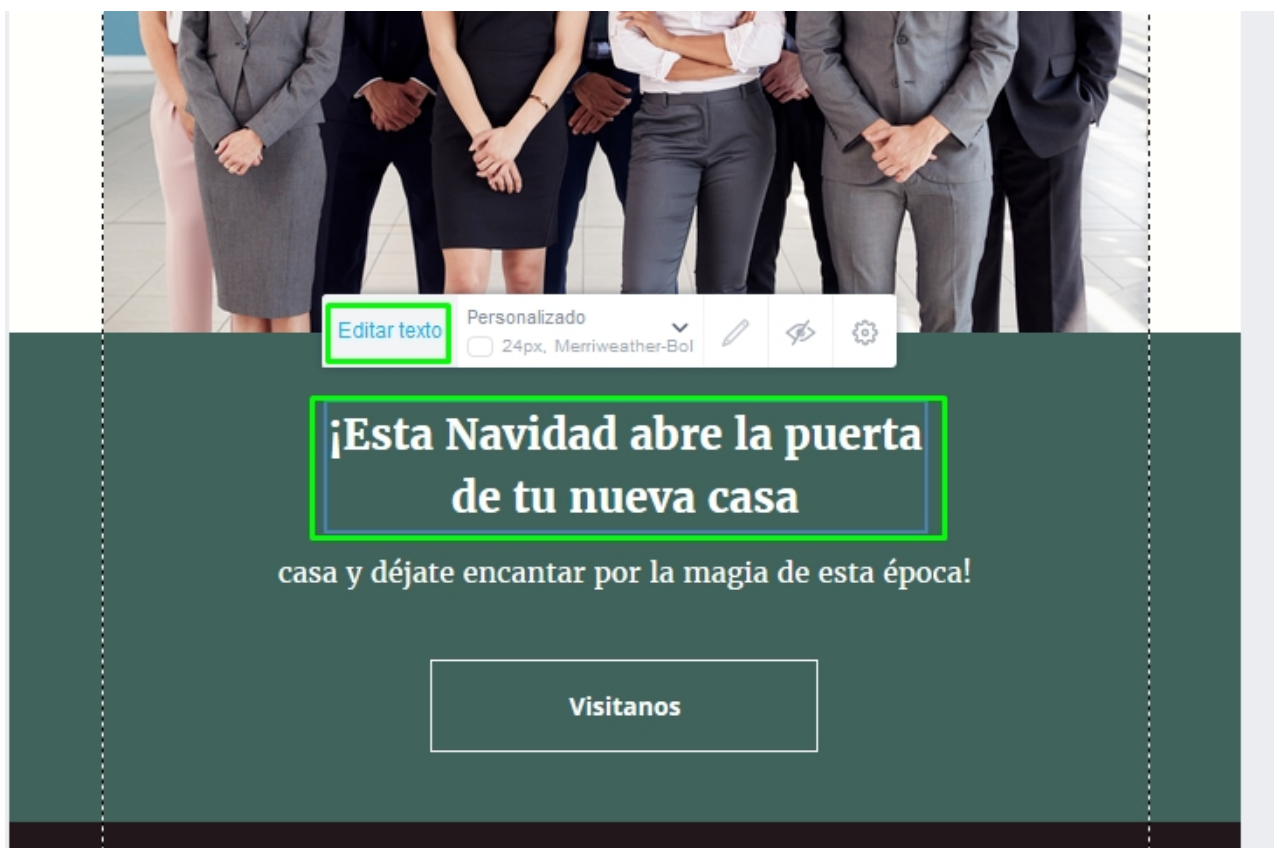 Editar texto
Personalizado
24px, Merriweather-Bol
¡Esta Navidad abre la puerta
de tu nueva casa
casa y déjate encantar por la magia de esta época!
Visitanos